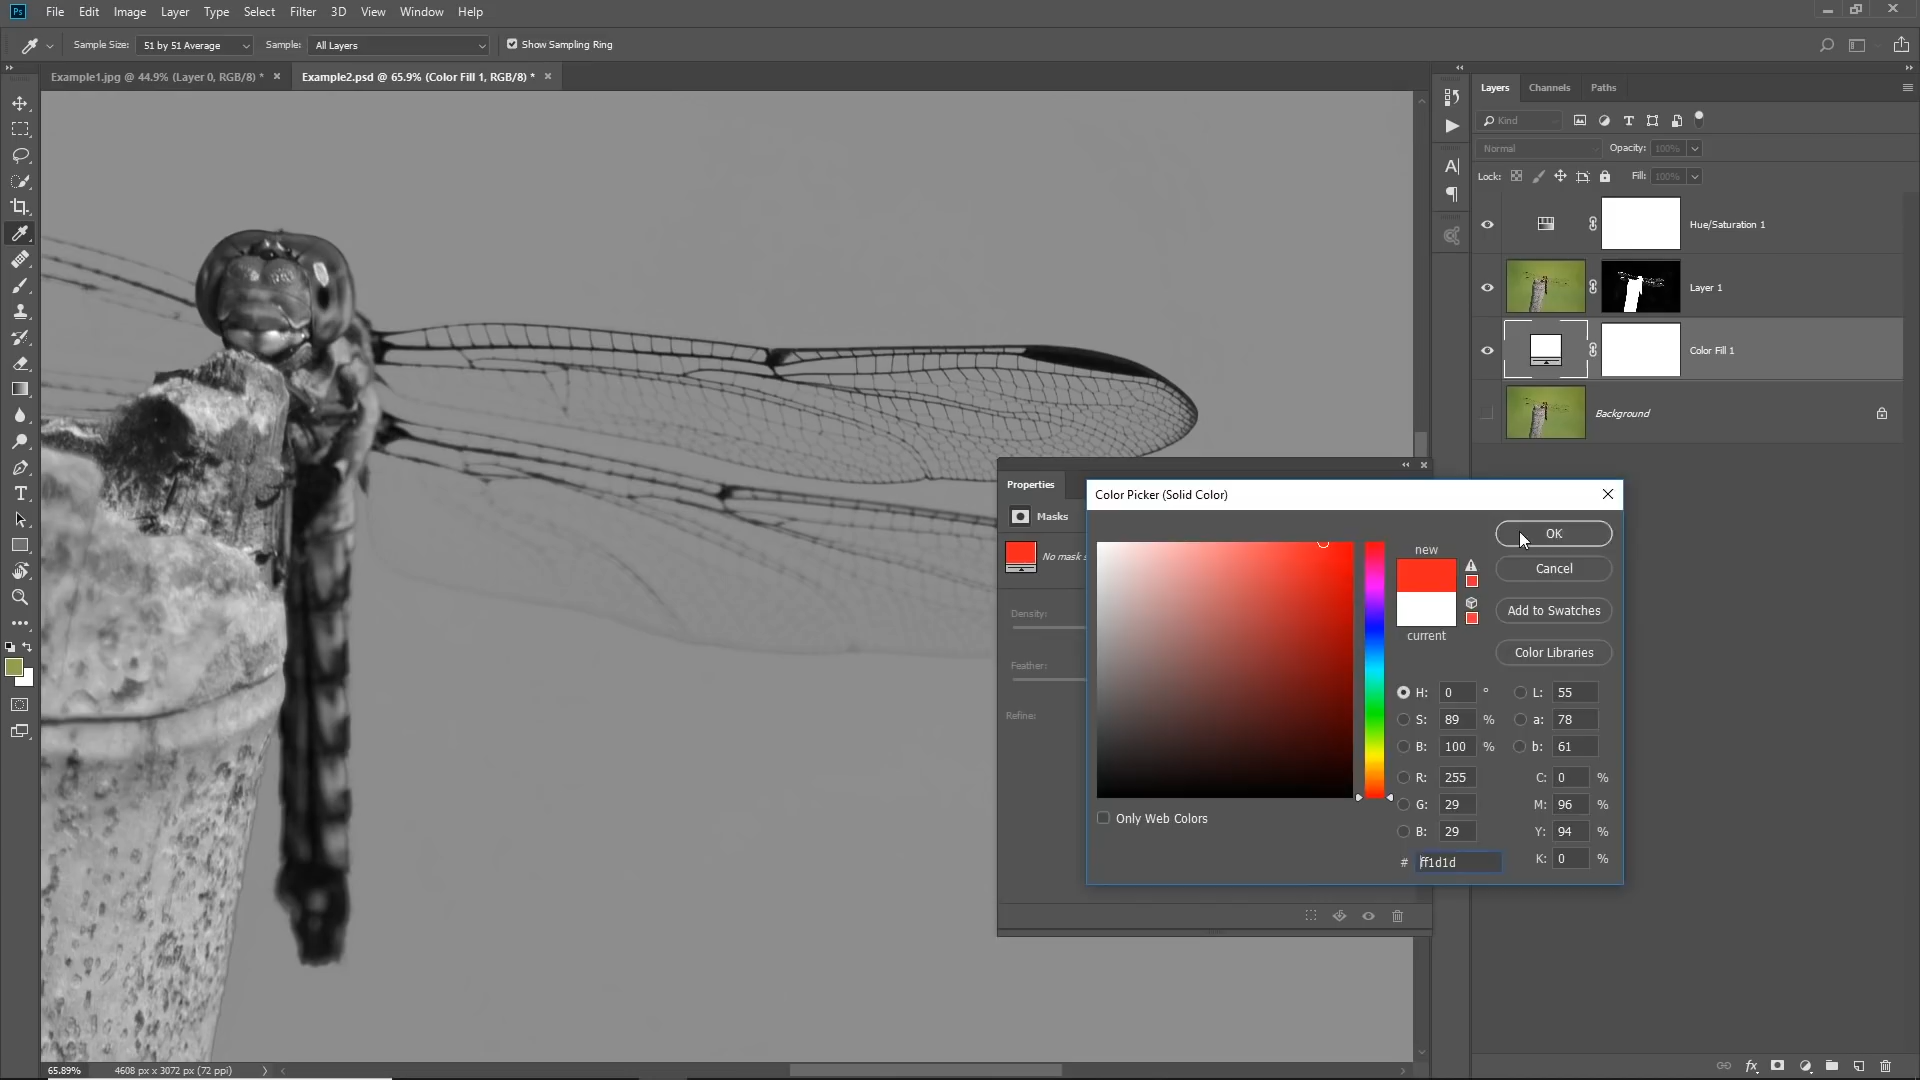 Ps File Edit Image Layer Type Select Filter 3D View Window Help
Sample Size: 51 by 51 Average Sample: All Layers Show Sampling Ring
Example1.jpg @ 44.9% (Layer 0, RGB/8) * × Example2.psd @ 65.9% (Color Fill 1, RGB/8) * ×
Layers Channels Paths
Kind
Normal Opacity: 100%
Lock: Fill: 100%
Hue/Saturation 1
Layer 1
Color Fill 1
Background
Properties
Masks
No mask s
Density:
Feather:
Refine:
Color Picker (Solid Color)
new
current
OK
Cancel
Add to Swatches
Color Libraries
H: 0 ° L: 55
S: 89 % a: 78
B: 100 % b: 61
R: 255 C: 0 %
G: 29 M: 96 %
B: 29 Y: 94 %
# ff1d1d K: 0 %
Only Web Colors
65.89% 4608 px x 3072 px (72 ppi)